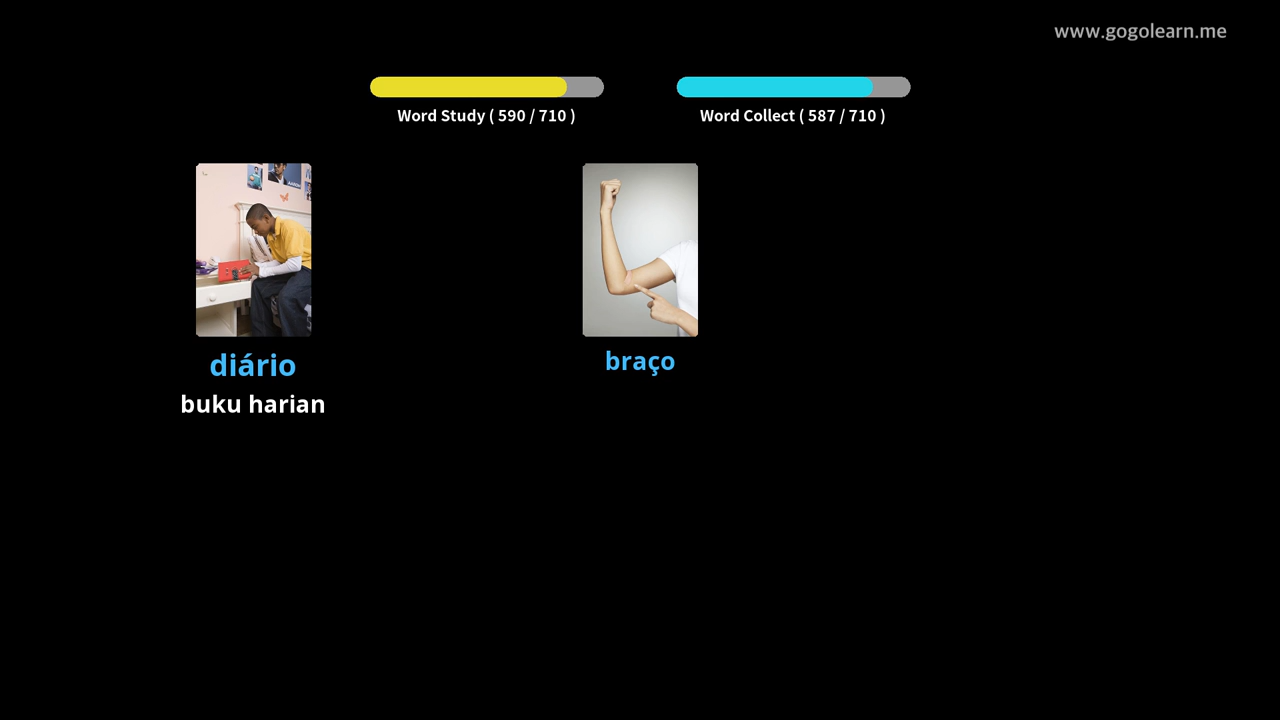 www.gogolearn.me
Word Study ( 590 / 710 )
Word Collect ( 587 / 710 )
diário
buku harian
braço